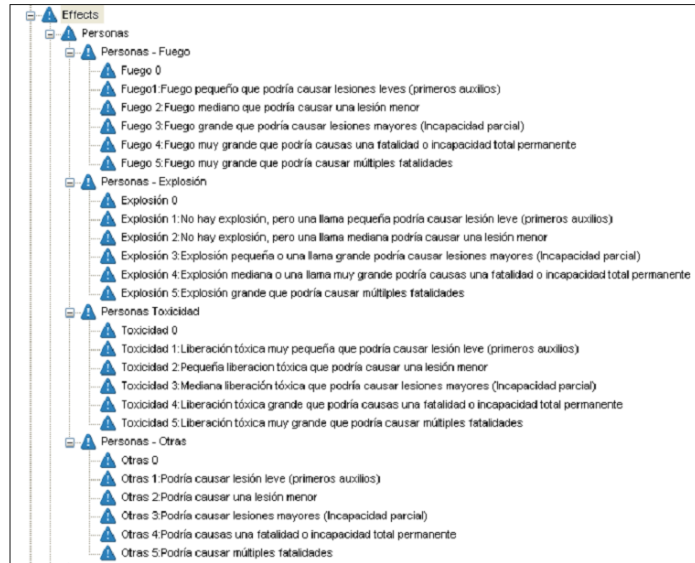 Effects
Personas
Personas - Fuego
Fuego 0
Fuego1:Fuego pequeño que podría causar lesiones leves (primeros auxilios)
Fuego 2:Fuego mediano que podría causar una lesión menor
Fuego 3:Fuego grande que podría causar lesiones mayores (Incapacidad parcial)
Fuego 4:Fuego muy grande que podría causas una fatalidad o incapacidad total permanente
Fuego 5:Fuego muy grande que podría causar múltiples fatalidades
Personas - Explosión
Explosión 0
Explosión 1:No hay explosión, pero una llama pequeña podría causar lesión leve (primeros auxilios)
Explosión 2:No hay explosión, pero una llama mediana podría causar una lesión menor
Explosión 3:Explosión pequeña o una llama grande podría causar lesiones mayores (Incapacidad parcial)
Explosión 4:Explosión mediana o una llama muy grande podría causas una fatalidad o incapacidad total permanente
Explosión 5:Explosión grande que podría causar múltilples fatalidades
Personas Toxicidad
Toxicidad 0
Toxicidad 1:Liberación tóxica muy pequeña que podría causar lesión leve (primeros auxilios)
Toxicidad 2:Pequeña liberacion tóxica que podría causar una lesión menor
Toxicidad 3:Mediana liberación tóxica que podría causar lesiones mayores (Incapacidad parcial)
Toxicidad 4:Liberación tóxica grande que podría causas una fatalidad o incapacidad total permanente
Toxicidad 5:Liberación tóxica muy grande que podría causar múltiples fatalidades
Personas - Otras
Otras 0
Otras 1:Podría causar lesión leve (primeros auxilios)
Otras 2:Podría causar una lesión menor
Otras 3:Podría causar lesiones mayores (Incapacidad parcial)
Otras 4:Podría causas una fatalidad o incapacidad total permanente
Otras 5:Podría causar múltiples fatalidades